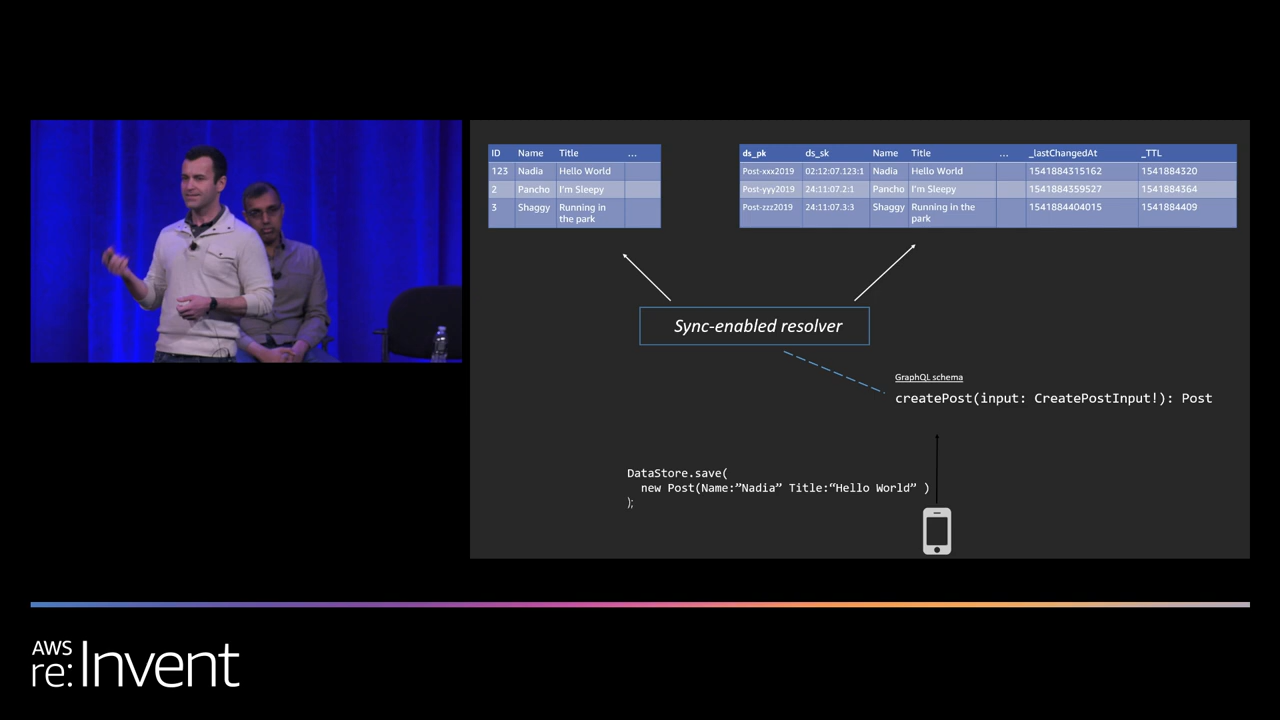 ID Name Title ...
123 Nadia Hello World
2 Pancho I'm Sleepy
3 Shaggy Running in
the park
ds_pk ds_sk Name Title ... _lastChangedAt _TTL
Post-xxx2019 02:12:07.123:1 Nadia Hello World 1541884315162 1541884320
Post-yyy2019 24:11:07.2:1 Pancho I'm Sleepy 1541884359527 1541884364
Post-zzz2019 24:11:07.3:3 Shaggy Running in the 1541884404015 1541884409
park
Sync-enabled resolver
GraphQL schema
createPost(input: CreatePostInput!): Post
DataStore.save(
new Post(Name:”Nadia” Title:“Hello World” )
);
AWS
re:Invent